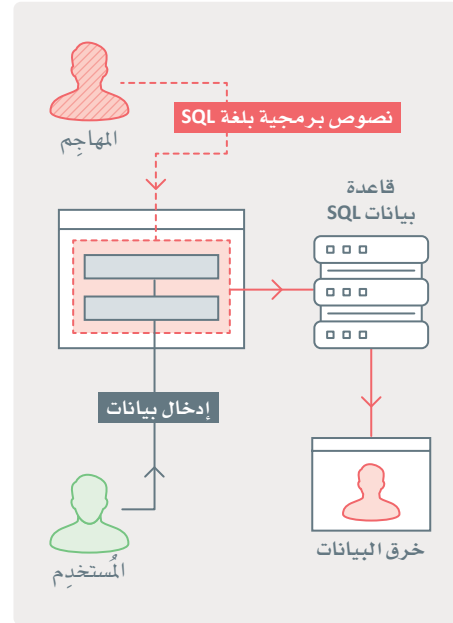 المهاجِم
نصوص برمجية بلغة SQL
قاعدة
بيانات SQL
إدخال بيانات
المُستخدِم
خرق البيانات